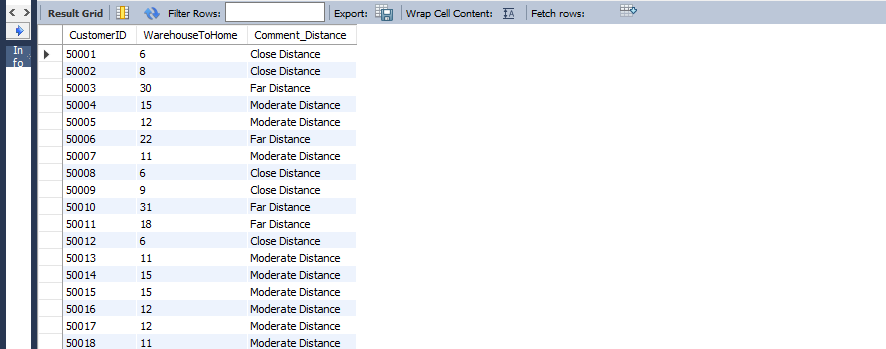 Result Grid Filter Rows: Export: Wrap Cell Content: Fetch rows:
In
fo
CustomerID WarehouseToHome Comment_Distance
50001 6 Close Distance
50002 8 Close Distance
50003 30 Far Distance
50004 15 Moderate Distance
50005 12 Moderate Distance
50006 22 Far Distance
50007 11 Moderate Distance
50008 6 Close Distance
50009 9 Close Distance
50010 31 Far Distance
50011 18 Far Distance
50012 6 Close Distance
50013 11 Moderate Distance
50014 15 Moderate Distance
50015 15 Moderate Distance
50016 12 Moderate Distance
50017 12 Moderate Distance
50018 11 Moderate Distance